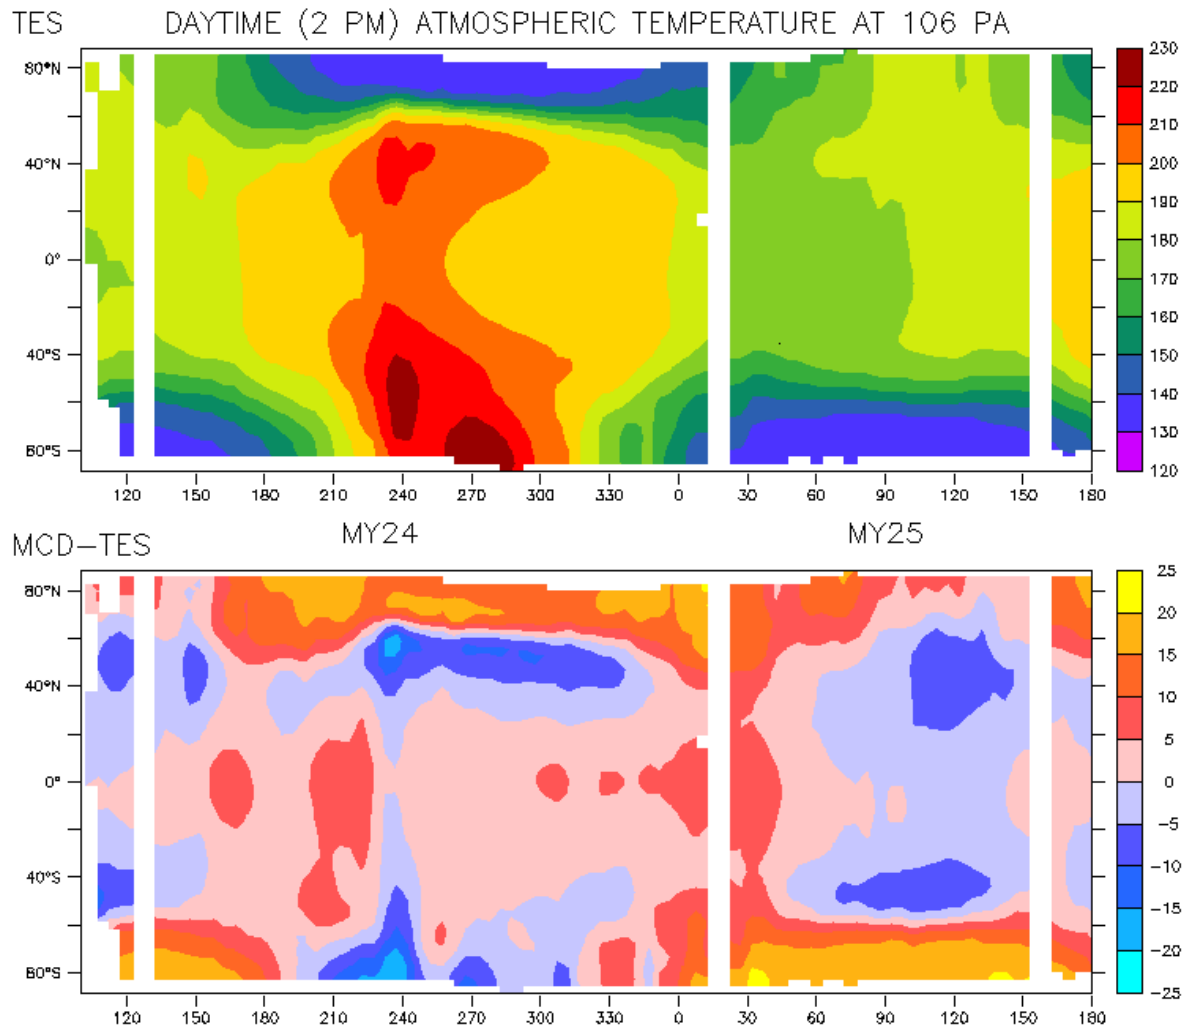 TES DAYTIME (2 PM) ATMOSPHERIC TEMPERATURE AT 106 PA
230
80°N
220
210
40°N
200
190
0°
180
170
160
40°S
150
140
80°S
130
120
120 150 180 210 240 270 300 330 0 30 60 90 120 150 180
MY24 MY25
MCD-TES
25
80°N
20
15
40°N
10
5
0°
0
-5
40°S
-10
-15
80°S
-20
-25
120 150 180 210 240 270 300 330 0 30 60 90 120 150 180